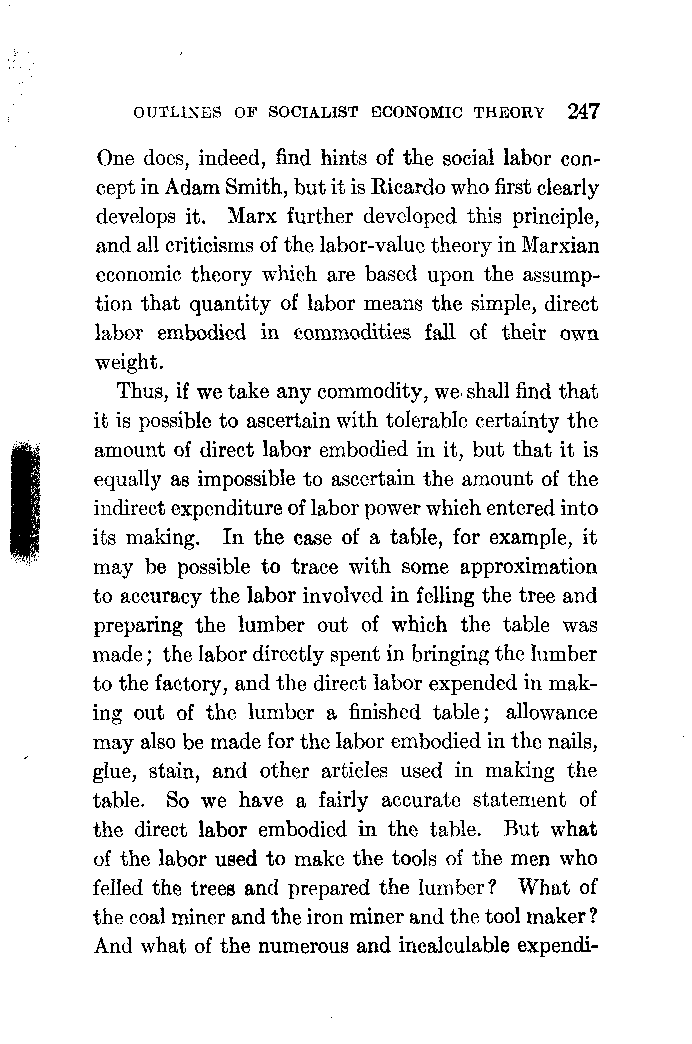 OUTLINES OF SOCIALIST ECONOMIC THEORY 247
One does, indeed, find hints of the social labor con-
cept in Adam Smith, but it is Ricardo who first clearly
develops it. Marx further developed this principle,
and all criticisms of the labor-value theory in Marxian
economic theory which are based upon the assump-
tion that quantity of labor means the simple, direct
labor embodied in commodities fall of their own
weight.
Thus, if we take any commodity, we shall find that
it is possible to ascertain with tolerable certainty the
amount of direct labor embodied in it, but that it is
equally as impossible to ascertain the amount of the
indirect expenditure of labor power which entered into
its making. In the case of a table, for example, it
may be possible to trace with some approximation
to accuracy the labor involved in felling the tree and
preparing the lumber out of which the table was
made; the labor directly spent in bringing the lumber
to the factory, and the direct labor expended in mak-
ing out of the lumber a finished table; allowance
may also be made for the labor embodied in the nails,
glue, stain, and other articles used in making the
table. So we have a fairly accurate statement of
the direct labor embodied in the table. But what
of the labor used to make the tools of the men who
felled the trees and prepared the lumber? What of
the coal miner and the iron miner and the tool maker?
And what of the numerous and incalculable expendi-